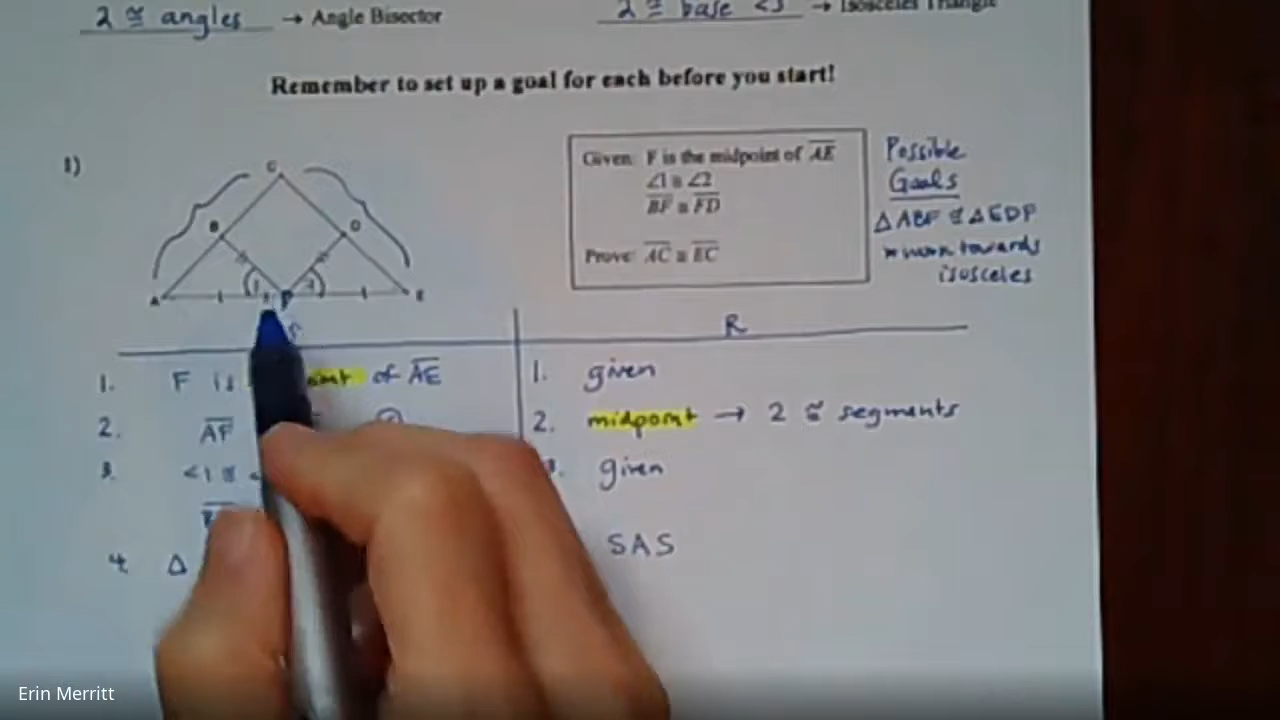 2 ≅ angles → Angle Bisector
2 ≅ base <s → Isosceles Triangle
Remember to set up a goal for each before you start!
1)
C
B
D
A
1
2
F
E
Given: F is the midpoint of AE
∠1 ≅ ∠2
BF ≅ FD
Prove: AC ≅ EC
Possible
Goals
△ABF ≅ △EDF
* work towards
isosceles
S
R
1. F is of AE
1. given
2. AF
2. midpoint → 2 ≅ segments
3. <1 ≅
3. given
4. △
SAS
Erin Merritt